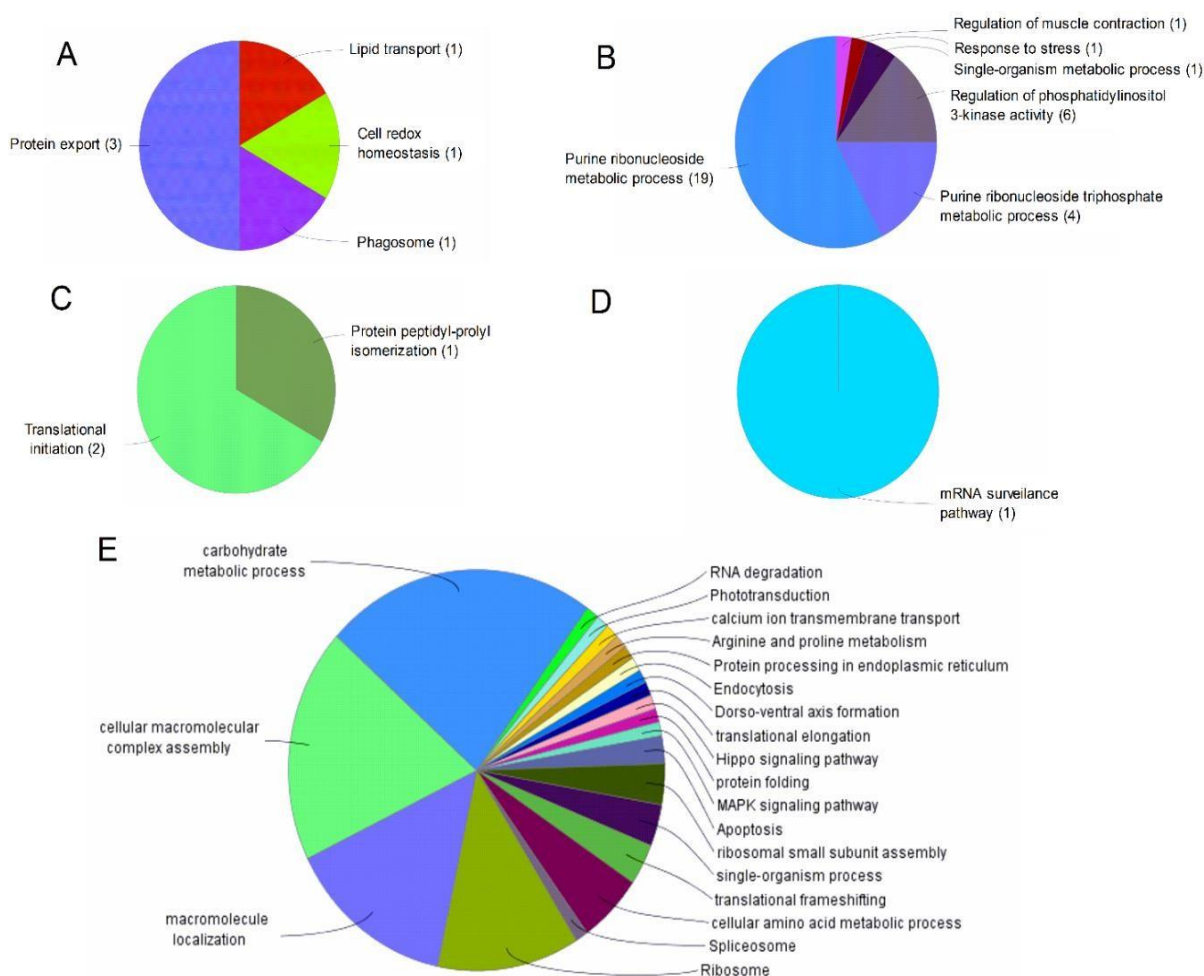 A
Lipid transport (1)
Protein export (3)
Cell redox
homeostasis (1)
Phagosome (1)
B
Regulation of muscle contraction (1)
Response to stress (1)
Single-organism metabolic process (1)
Regulation of phosphatidylinositol
3-kinase activity (6)
Purine ribonucleoside
metabolic process (19)
Purine ribonucleoside triphosphate
metabolic process (4)
C
Protein peptidyl-prolyl
isomerization (1)
Translational
initiation (2)
D
mRNA surveilance
pathway (1)
E
carbohydrate
metabolic process
cellular macromolecular
complex assembly
macromolecule
localization
RNA degradation
Phototransduction
calcium ion transmembrane transport
Arginine and proline metabolism
Protein processing in endoplasmic reticulum
Endocytosis
Dorso-ventral axis formation
translational elongation
Hippo signaling pathway
protein folding
MAPK signaling pathway
Apoptosis
ribosomal small subunit assembly
single-organism process
translational frameshifting
cellular amino acid metabolic process
Spliceosome
Ribosome